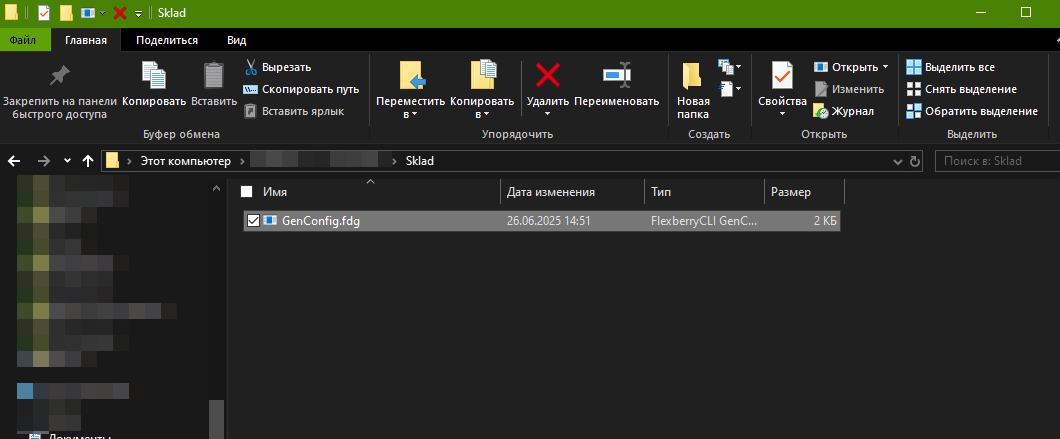 Sklad
Файл Главная Поделиться Вид
Закрепить на панели быстрого доступа
Копировать
Вставить
Вырезать
Скопировать путь
Вставить ярлык
Буфер обмена
Переместить в
Копировать в
Удалить
Переименовать
Упорядочить
Новая папка
Создать
Свойства
Открыть
Изменить
Журнал
Открыть
Выделить все
Снять выделение
Обратить выделение
Выделить
Этот компьютер
Sklad
Поиск в: Sklad
Имя Дата изменения Тип Размер
GenConfig.fdg 26.06.2025 14:51 FlexberryCLI GenC... 2 КБ
Документы